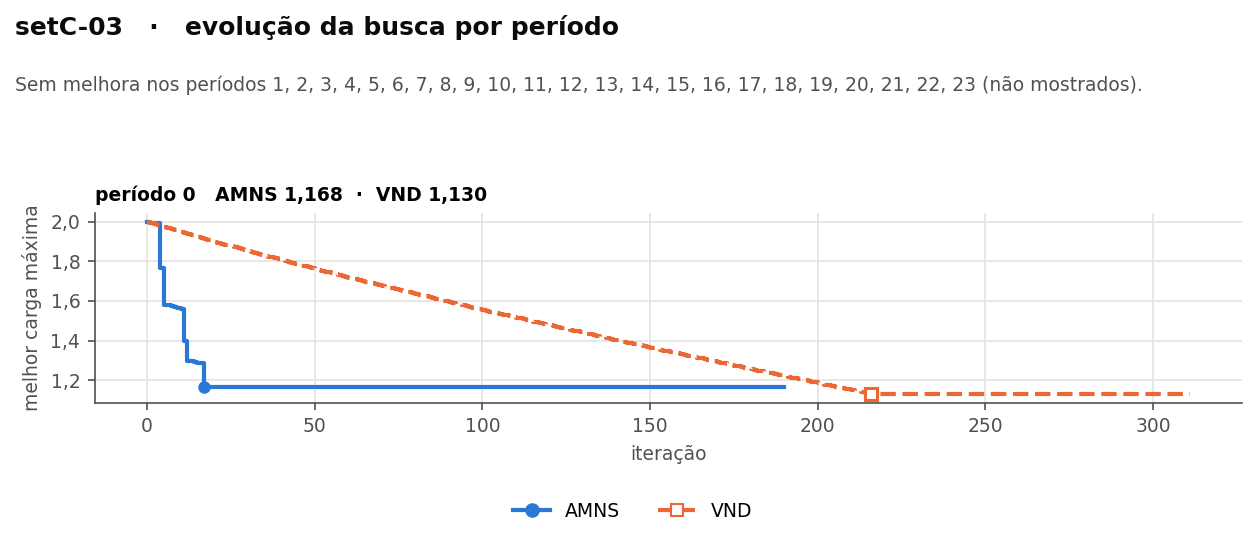 setC-03 · evolução da busca por período
Sem melhora nos períodos 1, 2, 3, 4, 5, 6, 7, 8, 9, 10, 11, 12, 13, 14, 15, 16, 17, 18, 19, 20, 21, 22, 23 (não mostrados).
período 0 AMNS 1,168 · VND 1,130
melhor carga máxima
2,0
1,8
1,6
1,4
1,2
0 50 100 150 200 250 300
iteração
AMNS VND